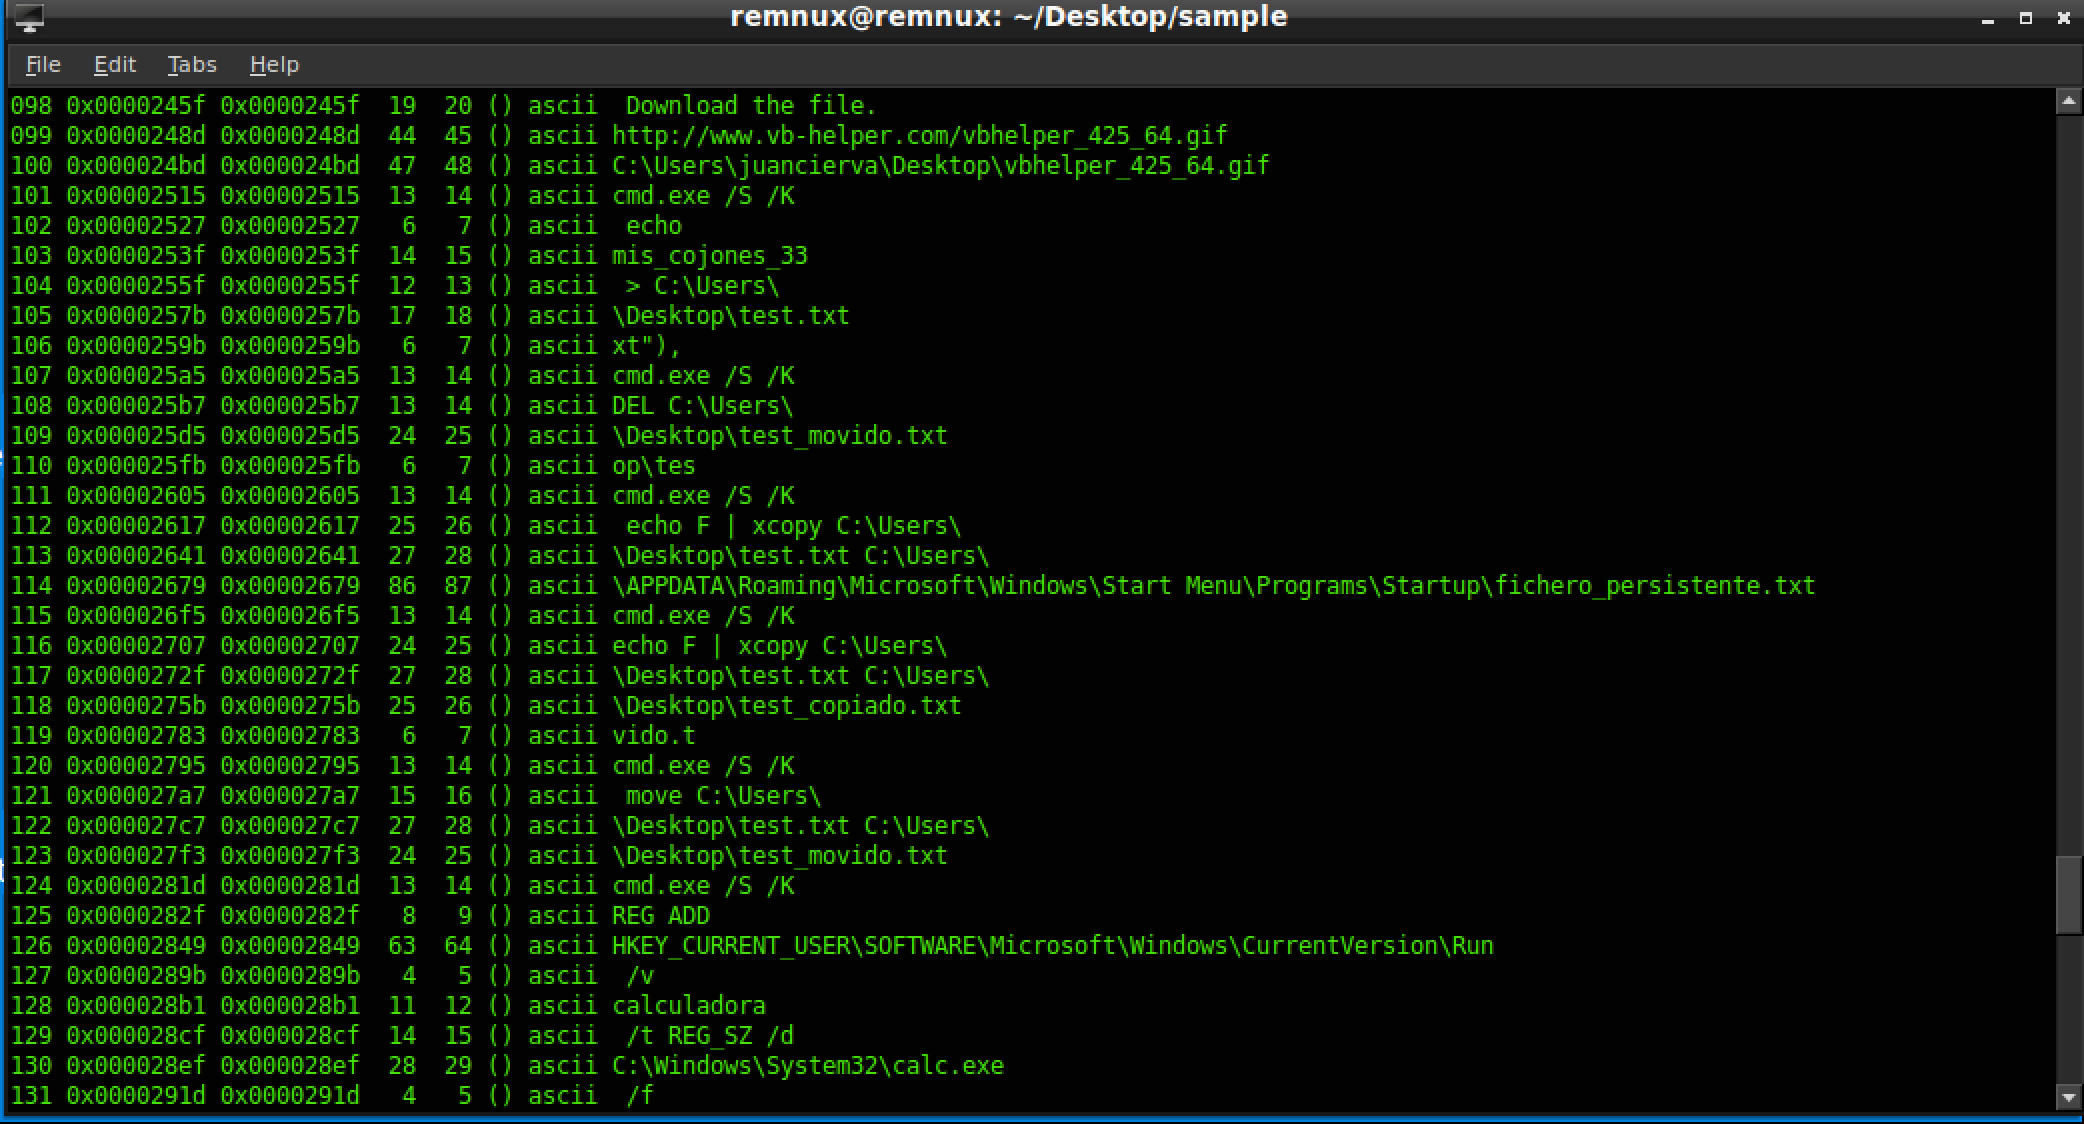 remnux@remnux: ~/Desktop/sample
File Edit Tabs Help
098 0x0000245f 0x0000245f 19 20 () ascii Download the file.
099 0x0000248d 0x0000248d 44 45 () ascii http://www.vb-helper.com/vbhelper_425_64.gif
100 0x000024bd 0x000024bd 47 48 () ascii C:\Users\juancierva\Desktop\vbhelper_425_64.gif
101 0x00002515 0x00002515 13 14 () ascii cmd.exe /S /K
102 0x00002527 0x00002527 6 7 () ascii echo
103 0x0000253f 0x0000253f 14 15 () ascii mis_cojones_33
104 0x0000255f 0x0000255f 12 13 () ascii > C:\Users\
105 0x0000257b 0x0000257b 17 18 () ascii \Desktop\test.txt
106 0x0000259b 0x0000259b 6 7 () ascii xt"),
107 0x000025a5 0x000025a5 13 14 () ascii cmd.exe /S /K
108 0x000025b7 0x000025b7 13 14 () ascii DEL C:\Users\
109 0x000025d5 0x000025d5 24 25 () ascii \Desktop\test_movido.txt
110 0x000025fb 0x000025fb 6 7 () ascii op\tes
111 0x00002605 0x00002605 13 14 () ascii cmd.exe /S /K
112 0x00002617 0x00002617 25 26 () ascii echo F | xcopy C:\Users\
113 0x00002641 0x00002641 27 28 () ascii \Desktop\test.txt C:\Users\
114 0x00002679 0x00002679 86 87 () ascii \APPDATA\Roaming\Microsoft\Windows\Start Menu\Programs\Startup\fichero_persistente.txt
115 0x000026f5 0x000026f5 13 14 () ascii cmd.exe /S /K
116 0x00002707 0x00002707 24 25 () ascii echo F | xcopy C:\Users\
117 0x0000272f 0x0000272f 27 28 () ascii \Desktop\test.txt C:\Users\
118 0x0000275b 0x0000275b 25 26 () ascii \Desktop\test_copiado.txt
119 0x00002783 0x00002783 6 7 () ascii vido.t
120 0x00002795 0x00002795 13 14 () ascii cmd.exe /S /K
121 0x000027a7 0x000027a7 15 16 () ascii move C:\Users\
122 0x000027c7 0x000027c7 27 28 () ascii \Desktop\test.txt C:\Users\
123 0x000027f3 0x000027f3 24 25 () ascii \Desktop\test_movido.txt
124 0x0000281d 0x0000281d 13 14 () ascii cmd.exe /S /K
125 0x0000282f 0x0000282f 8 9 () ascii REG ADD
126 0x00002849 0x00002849 63 64 () ascii HKEY_CURRENT_USER\SOFTWARE\Microsoft\Windows\CurrentVersion\Run
127 0x0000289b 0x0000289b 4 5 () ascii /v
128 0x000028b1 0x000028b1 11 12 () ascii calculadora
129 0x000028cf 0x000028cf 14 15 () ascii /t REG_SZ /d
130 0x000028ef 0x000028ef 28 29 () ascii C:\Windows\System32\calc.exe
131 0x0000291d 0x0000291d 4 5 () ascii /f